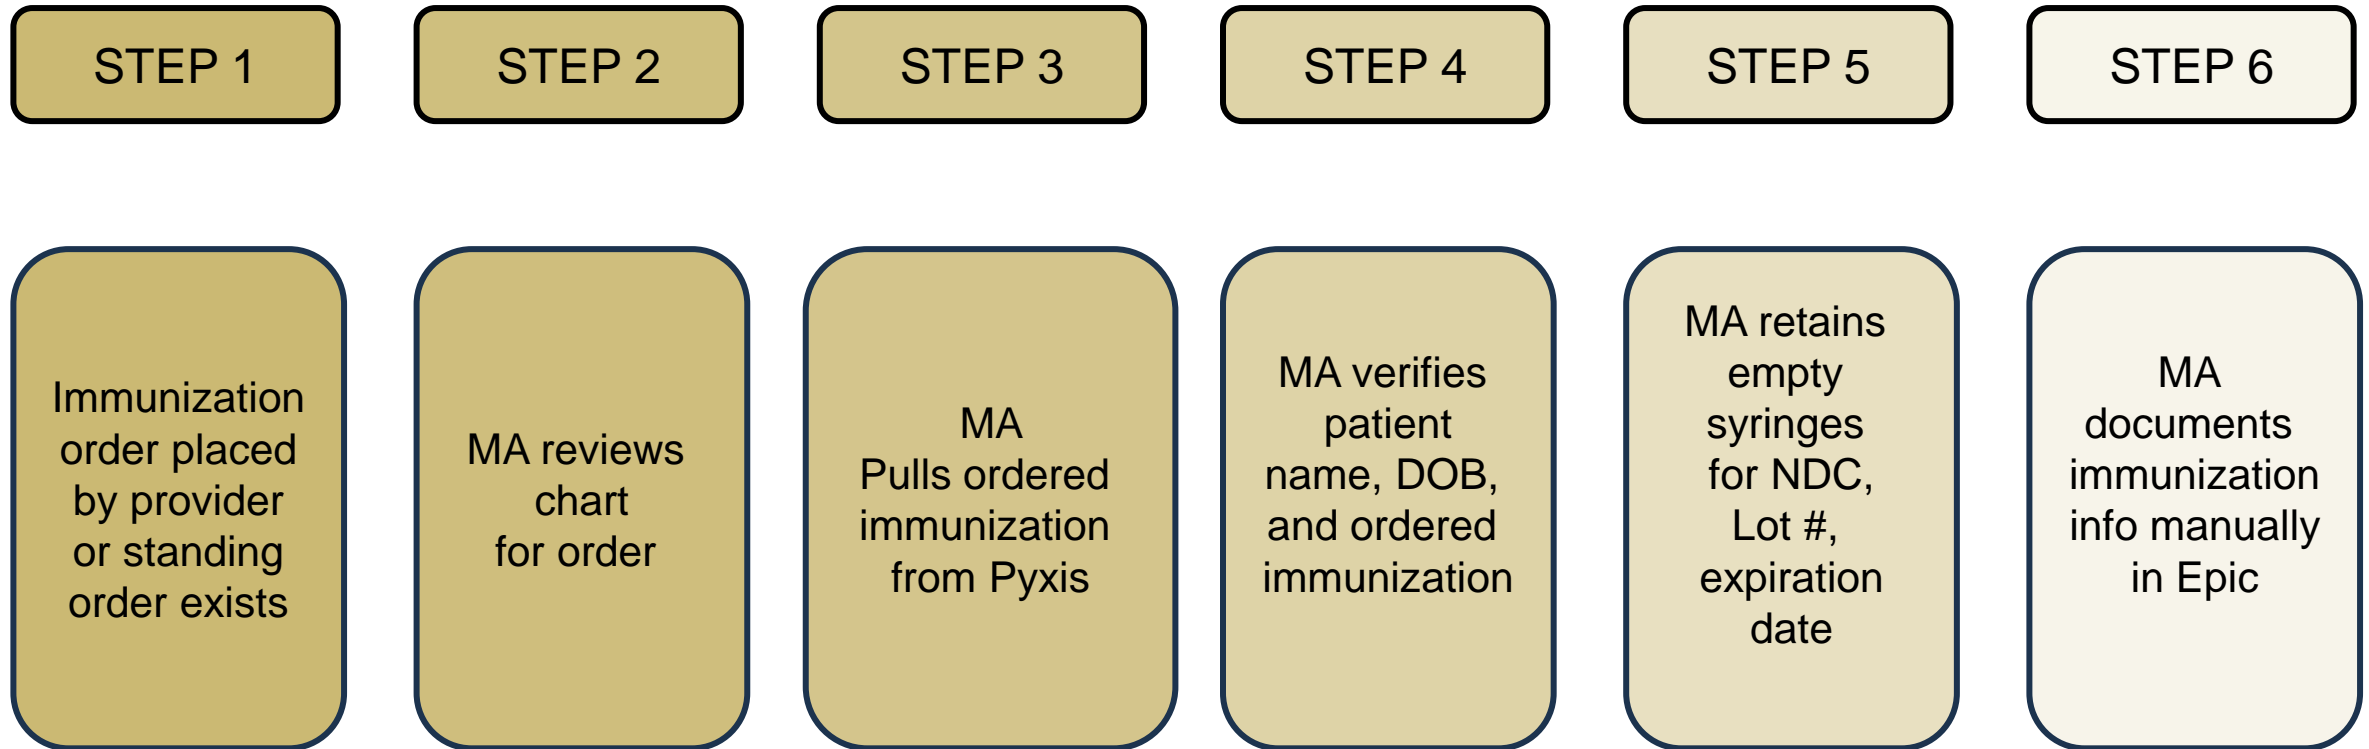 STEP 1
STEP 2
STEP 3
STEP 4
STEP 5
STEP 6
Immunization
order placed
by provider
or standing
order exists
MA reviews
chart
for order
MA
Pulls ordered
immunization
from Pyxis
MA verifies
patient
name, DOB,
and ordered
immunization
MA retains
empty
syringes
for NDC,
Lot #,
expiration
date
MA
documents
immunization
info manually
in Epic